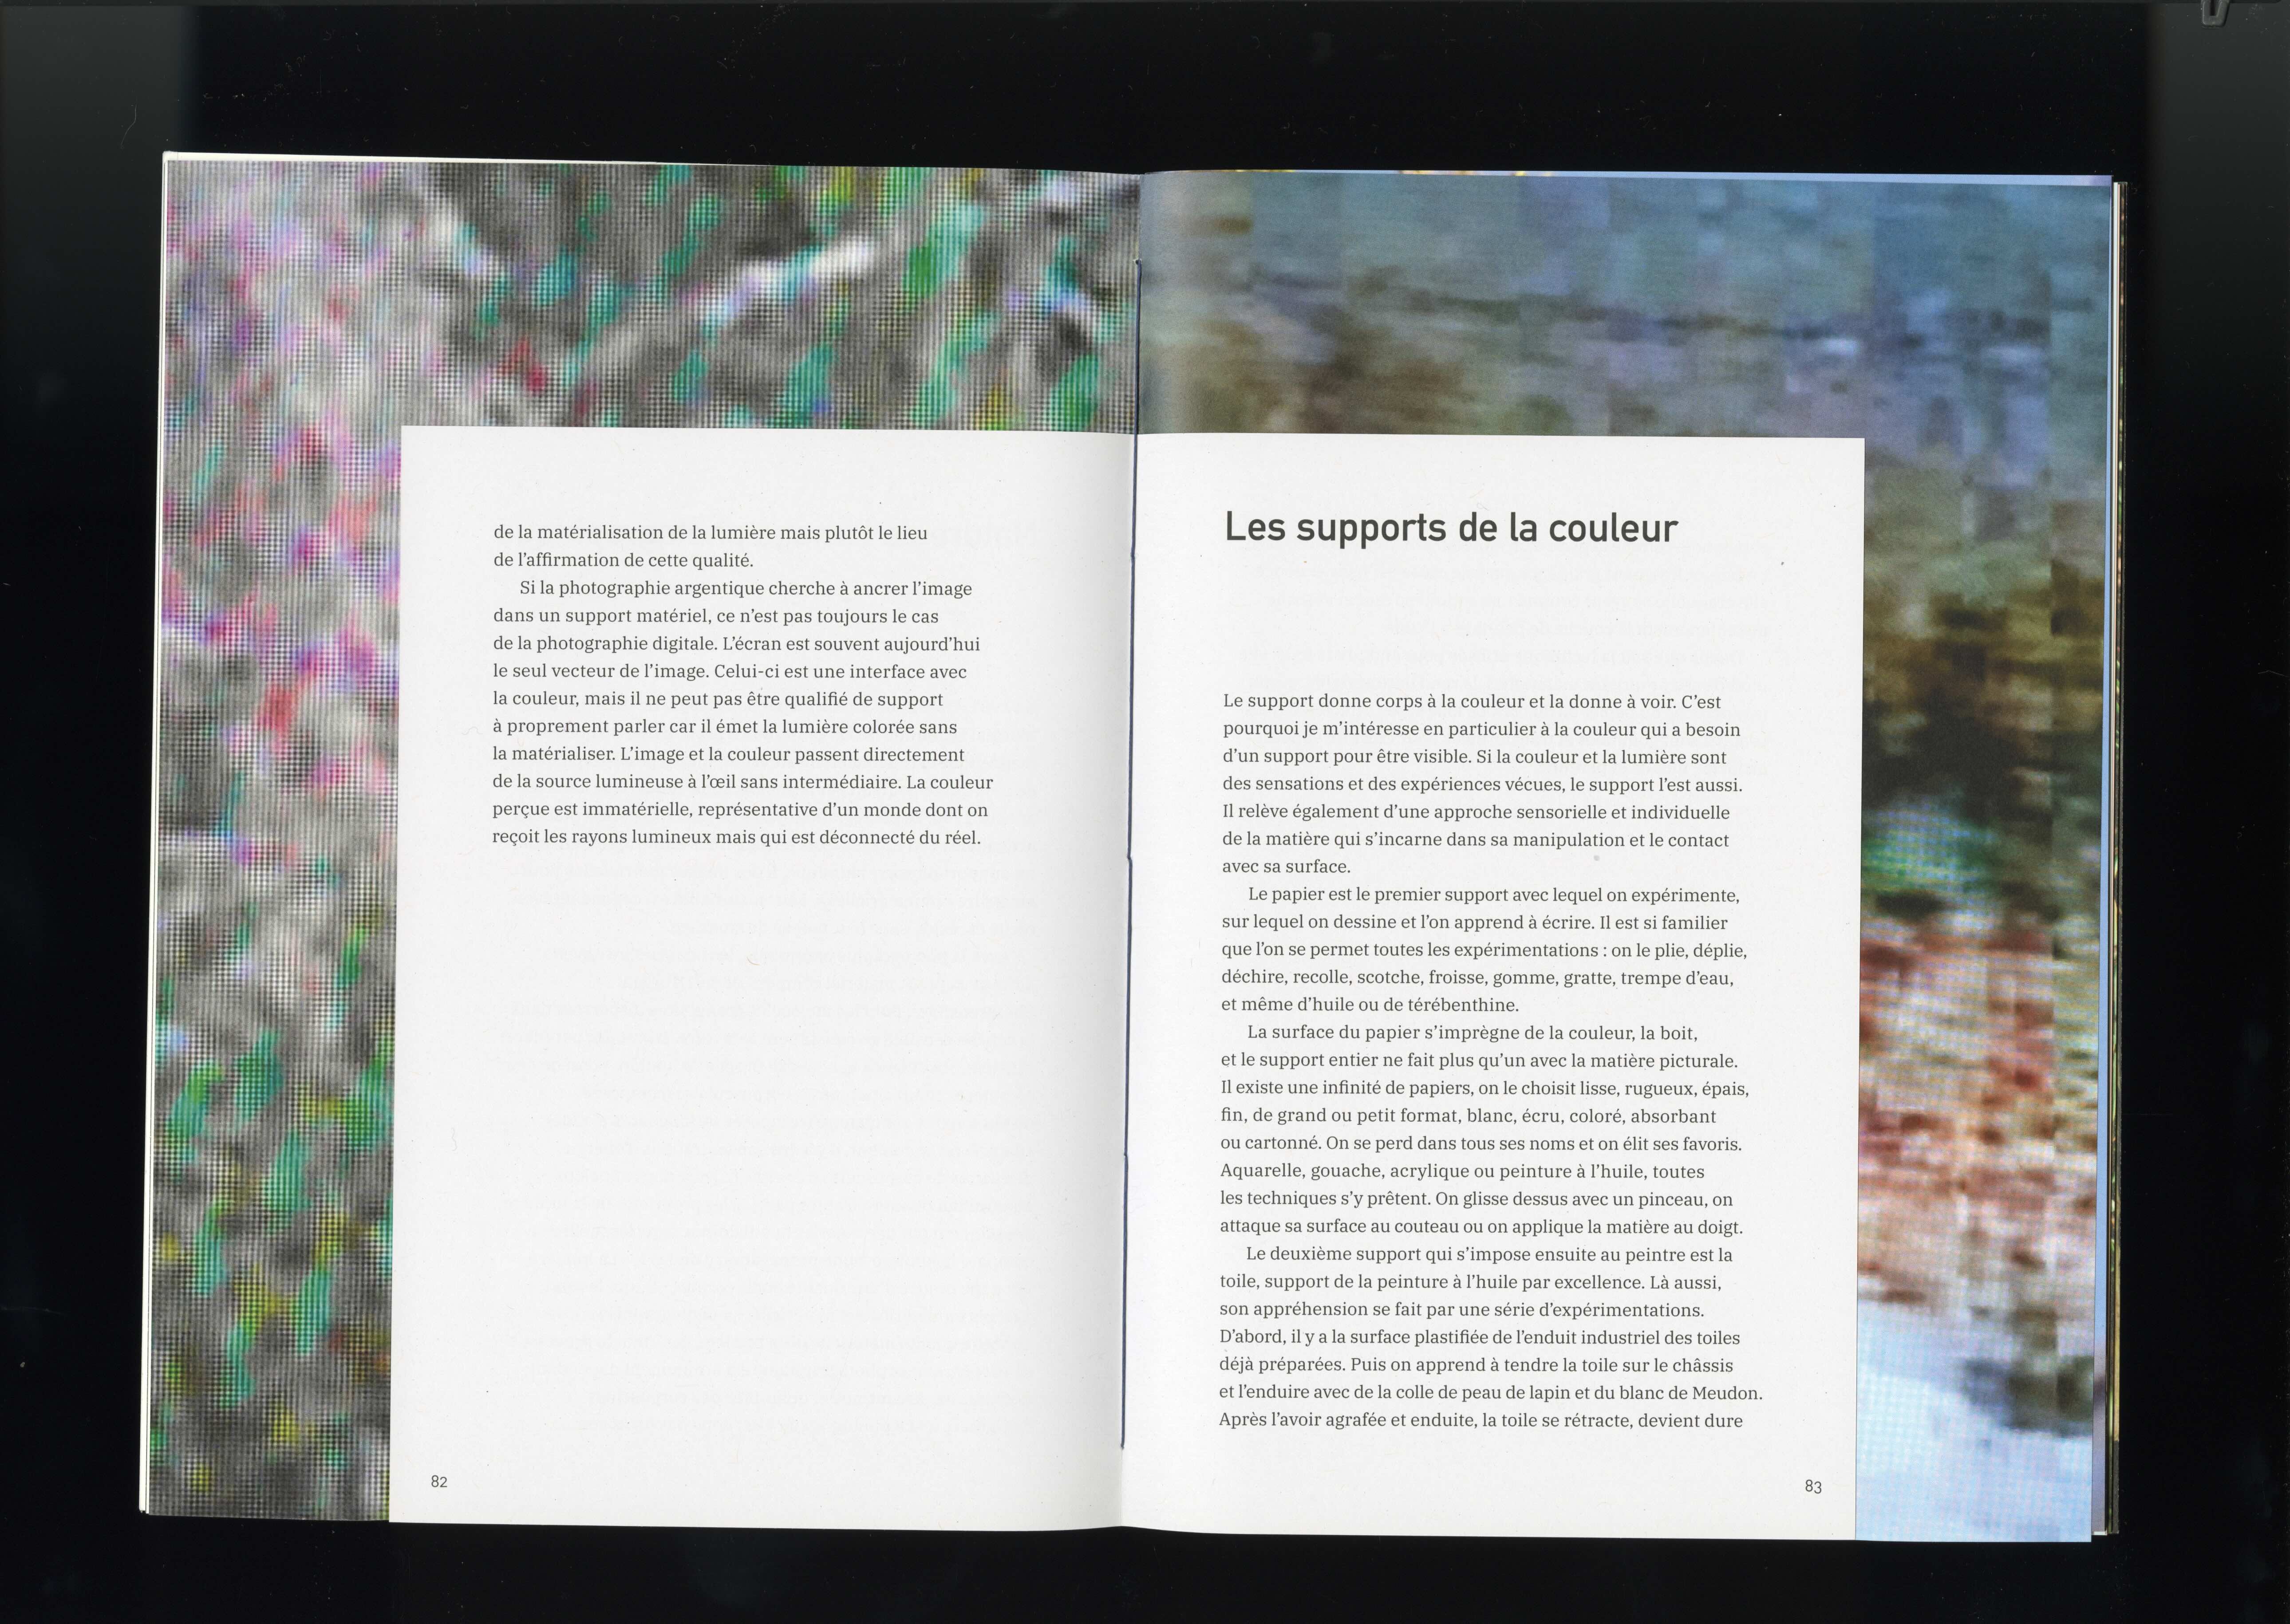 de la matérialisation de la lumière mais plutôt le lieu
de l’affirmation de cette qualité.
Si la photographie argentique cherche à ancrer l’image
dans un support matériel, ce n’est pas toujours le cas
de la photographie digitale. L’écran est souvent aujourd’hui
le seul vecteur de l’image. Celui-ci est une interface avec
la couleur, mais il ne peut pas être qualifié de support
à proprement parler car il émet la lumière colorée sans
la matérialiser. L’image et la couleur passent directement
de la source lumineuse à l’œil sans intermédiaire. La couleur
perçue est immatérielle, représentative d’un monde dont on
reçoit les rayons lumineux mais qui est déconnecté du réel.
82
Les supports de la couleur
Le support donne corps à la couleur et la donne à voir. C’est
pourquoi je m’intéresse en particulier à la couleur qui a besoin
d’un support pour être visible. Si la couleur et la lumière sont
des sensations et des expériences vécues, le support l’est aussi.
Il relève également d’une approche sensorielle et individuelle
de la matière qui s’incarne dans sa manipulation et le contact
avec sa surface.
Le papier est le premier support avec lequel on expérimente,
sur lequel on dessine et l’on apprend à écrire. Il est si familier
que l’on se permet toutes les expérimentations : on le plie, déplie,
déchire, recolle, scotche, froisse, gomme, gratte, trempe d’eau,
et même d’huile ou de térébenthine.
La surface du papier s’imprègne de la couleur, la boit,
et le support entier ne fait plus qu’un avec la matière picturale.
Il existe une infinité de papiers, on le choisit lisse, rugueux, épais,
fin, de grand ou petit format, blanc, écru, coloré, absorbant
ou cartonné. On se perd dans tous ses noms et on élit ses favoris.
Aquarelle, gouache, acrylique ou peinture à l’huile, toutes
les techniques s’y prêtent. On glisse dessus avec un pinceau, on
attaque sa surface au couteau ou on applique la matière au doigt.
Le deuxième support qui s’impose ensuite au peintre est la
toile, support de la peinture à l’huile par excellence. Là aussi,
son appréhension se fait par une série d’expérimentations.
D’abord, il y a la surface plastifiée de l’enduit industriel des toiles
déjà préparées. Puis on apprend à tendre la toile sur le châssis
et l’enduire avec de la colle de peau de lapin et du blanc de Meudon.
Après l’avoir agrafée et enduite, la toile se rétracte, devient dure
83